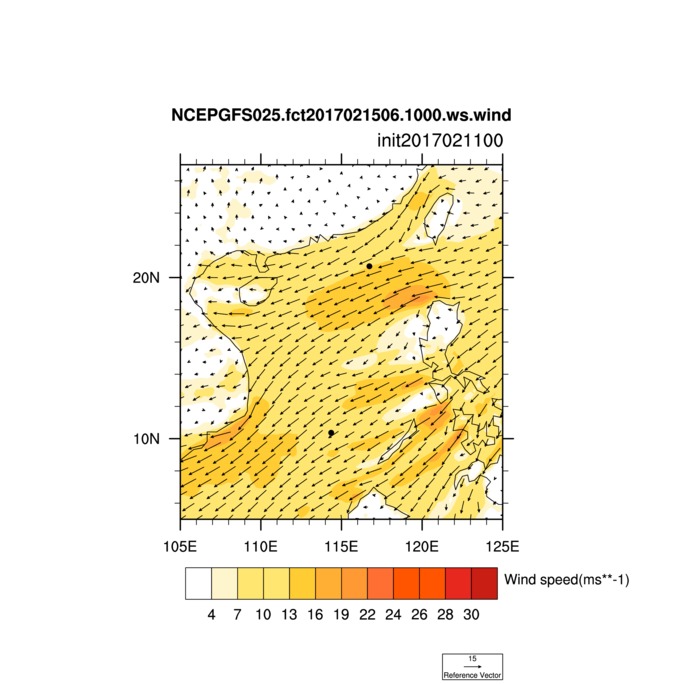 NCEPGFS025.fct2017021506.1000.ws.wind
init2017021100
20N
10N
105E 110E 115E 120E 125E
Wind speed(ms**-1)
4 7 10 13 16 19 22 24 26 28 30
15
Reference Vector